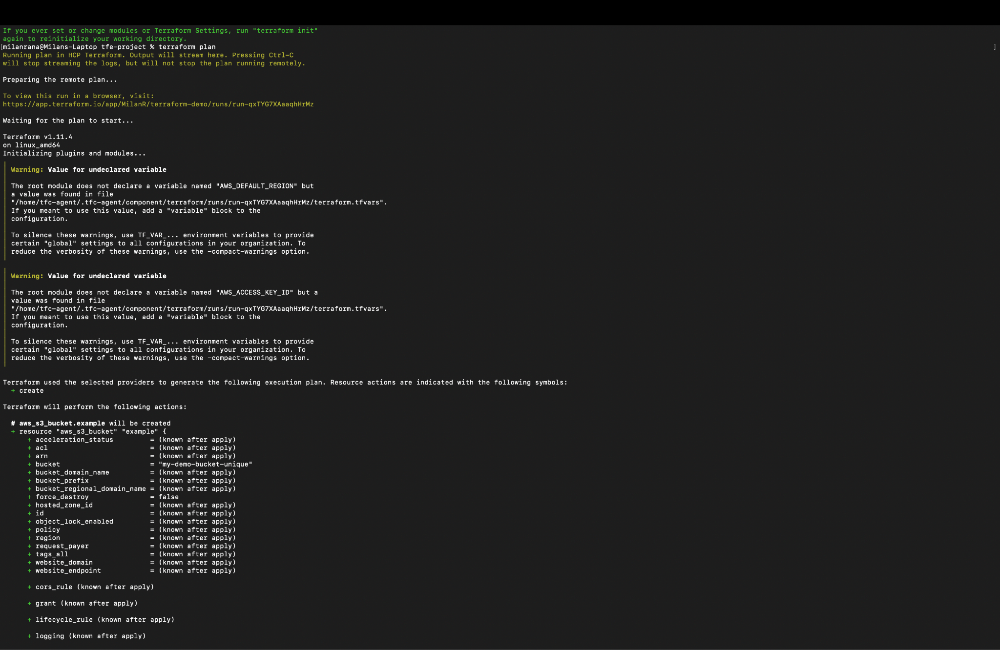 If you ever set or change modules or Terraform Settings, run "terraform init"
again to reinitialize your working directory.
[milanrana@Milans-Laptop tfe-project % terraform plan ]
Running plan in HCP Terraform. Output will stream here. Pressing Ctrl-C
will stop streaming the logs, but will not stop the plan running remotely.
Preparing the remote plan...
To view this run in a browser, visit:
https://app.terraform.io/app/MilanR/terraform-demo/runs/run-qxTYG7XAaaqhHrMz
Waiting for the plan to start...
Terraform v1.11.4
on linux_amd64
Initializing plugins and modules...
Warning: Value for undeclared variable
The root module does not declare a variable named "AWS_DEFAULT_REGION" but
a value was found in file
"/home/tfc-agent/.tfc-agent/component/terraform/runs/run-qxTYG7XAaaqhHrMz/terraform.tfvars".
If you meant to use this value, add a "variable" block to the
configuration.
To silence these warnings, use TF_VAR_... environment variables to provide
certain "global" settings to all configurations in your organization. To
reduce the verbosity of these warnings, use the -compact-warnings option.
Warning: Value for undeclared variable
The root module does not declare a variable named "AWS_ACCESS_KEY_ID" but a
value was found in file
"/home/tfc-agent/.tfc-agent/component/terraform/runs/run-qxTYG7XAaaqhHrMz/terraform.tfvars".
If you meant to use this value, add a "variable" block to the
configuration.
To silence these warnings, use TF_VAR_... environment variables to provide
certain "global" settings to all configurations in your organization. To
reduce the verbosity of these warnings, use the -compact-warnings option.
Terraform used the selected providers to generate the following execution plan. Resource actions are indicated with the following symbols:
+ create
Terraform will perform the following actions:
# aws_s3_bucket.example will be created
+ resource "aws_s3_bucket" "example" {
+ acceleration_status = (known after apply)
+ acl = (known after apply)
+ arn = (known after apply)
+ bucket = "my-demo-bucket-unique"
+ bucket_domain_name = (known after apply)
+ bucket_prefix = (known after apply)
+ bucket_regional_domain_name = (known after apply)
+ force_destroy = false
+ hosted_zone_id = (known after apply)
+ id = (known after apply)
+ object_lock_enabled = (known after apply)
+ policy = (known after apply)
+ region = (known after apply)
+ request_payer = (known after apply)
+ tags_all = (known after apply)
+ website_domain = (known after apply)
+ website_endpoint = (known after apply)
+ cors_rule (known after apply)
+ grant (known after apply)
+ lifecycle_rule (known after apply)
+ logging (known after apply)